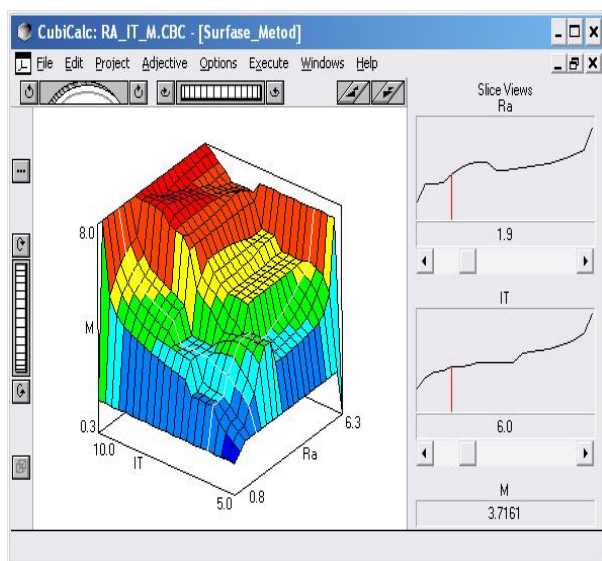 CubiCalc: RA_IT_M.CBC - [Surfase_Metod]
File Edit Project Adjective Options Execute Windows Help
Slice Views
Ra
1.9
IT
6.0
M
3.7161
8.0
M
0.3
10.0
IT
5.0
0.8
Ra
6.3